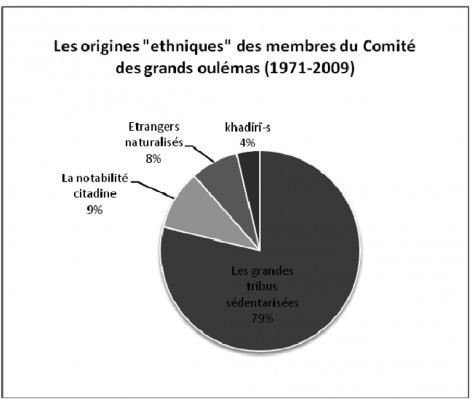 Les origines "ethniques" des membres du Comité
des grands oulémas (1971-2009)
Etrangers
naturalisés
8%
khadîrî-s
4%
La notabilité
citadine
9%
Les grandes
tribus
sédentarisées
79%